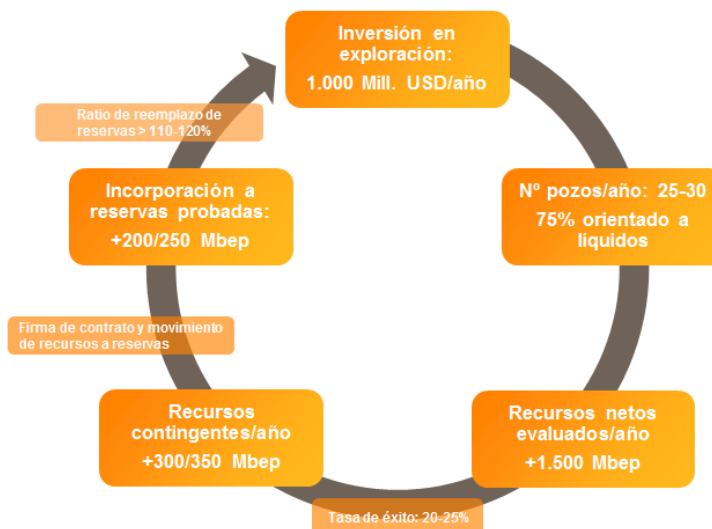 Inversión en
exploración:
1.000 Mill. USD/año
Nº pozos/año: 25-30
75% orientado a
líquidos
Recursos netos
evaluados/año
+1.500 Mbep
Tasa de éxito: 20-25%
Recursos
contingentes/año
+300/350 Mbep
Firma de contrato y movimiento
de recursos a reservas
Incorporación a
reservas probadas:
+200/250 Mbep
Ratio de reemplazo de
reservas > 110-120%